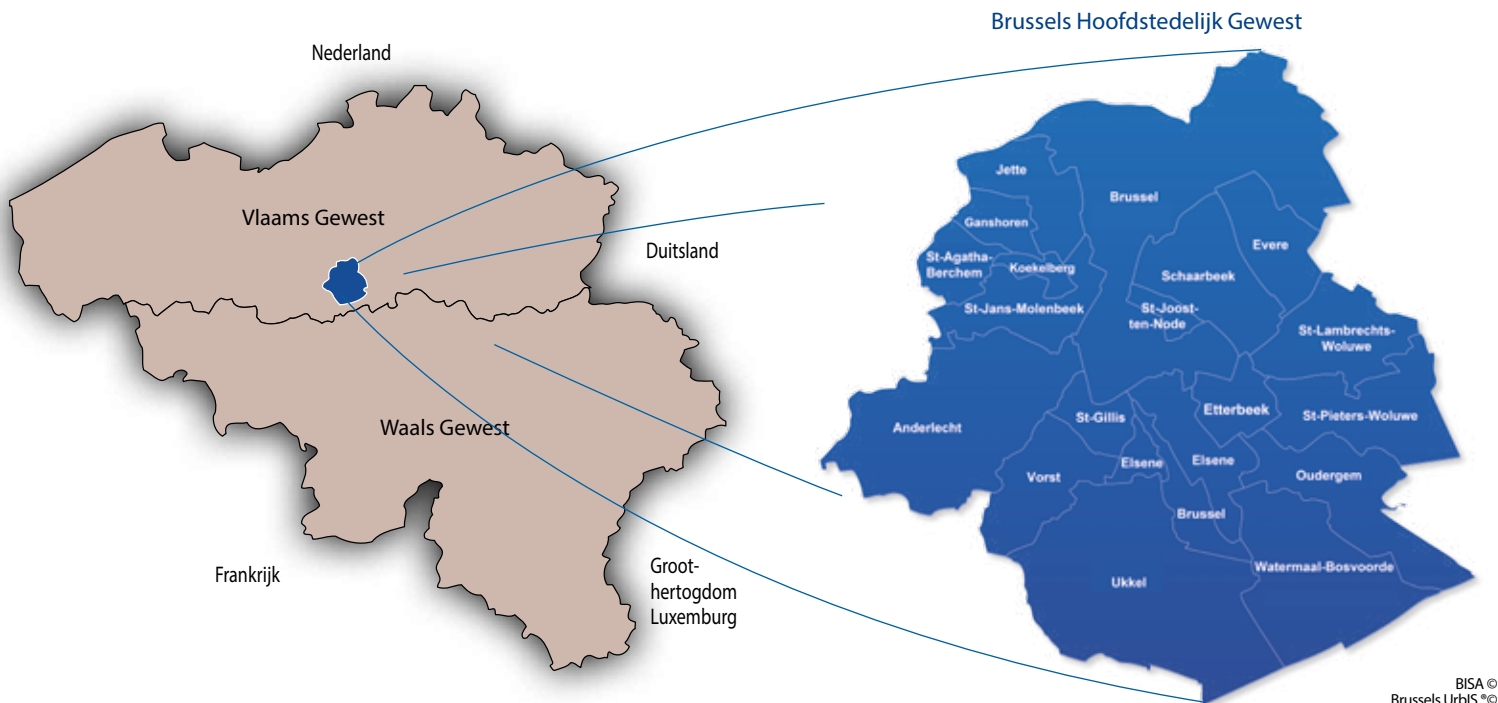 Brussels Hoofdstedelijk Gewest
Nederland
Vlaams Gewest
Duitsland
Waals Gewest
Frankrijk
Groot-
hertogdom
Luxemburg
Jette
Brussel
Ganshoren
Evere
St-Agatha-
Berchem
Koekelberg
Schaarbeek
St-Jans-Molenbeek
St-Joost-
ten-Node
St-Lambrechts-
Woluwe
St-Gillis
Etterbeek
St-Pieters-Woluwe
Anderlecht
Elsene
Elsene
Vorst
Oudergem
Brussel
Ukkel
Watermaal-Bosvoorde
BISA ©
Brussels UrbIS ®©